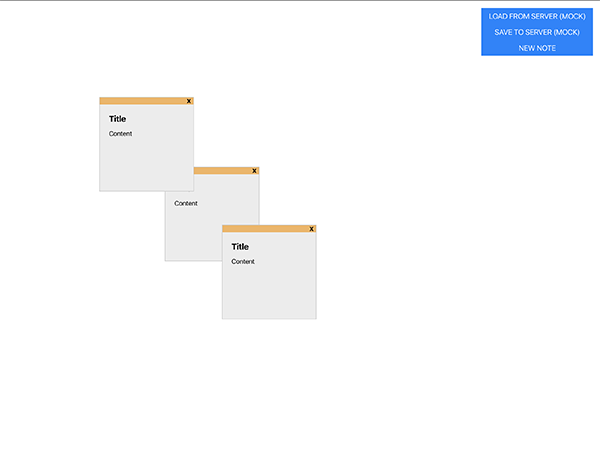 LOAD FROM SERVER (MOCK)
SAVE TO SERVER (MOCK)
NEW NOTE
X
Title
Content
X
Content
X
Title
Content